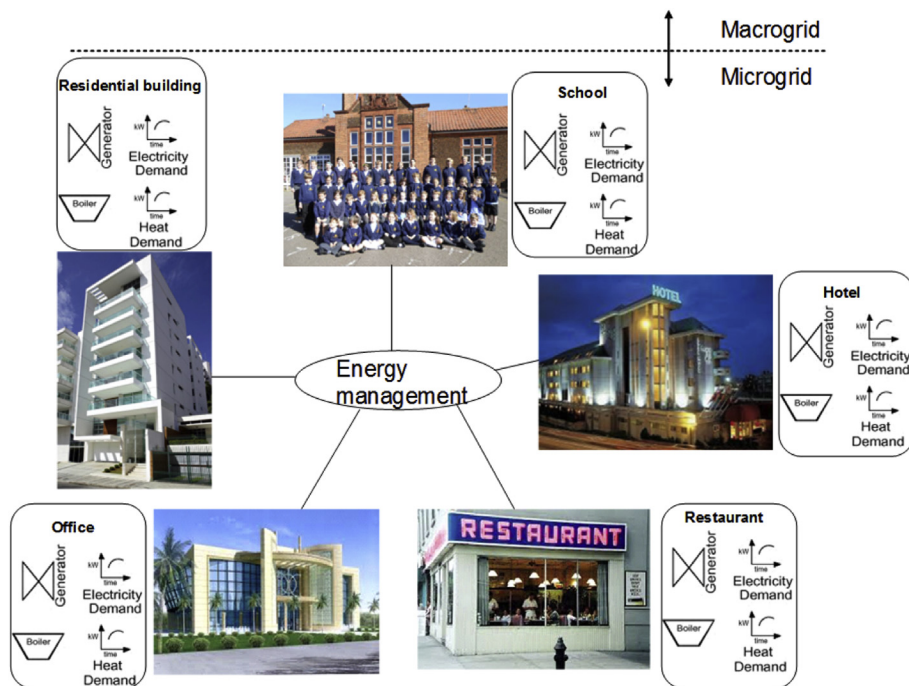 Macrogrid
Microgrid
Residential building
Generator
kW
time
Electricity
Demand
Boiler
kW
time
Heat
Demand
School
Generator
kW
time
Electricity
Demand
Boiler
kW
time
Heat
Demand
HOTEL
Hotel
Generator
kW
time
Electricity
Demand
Boiler
kW
time
Heat
Demand
Energy
management
Office
Generator
kW
time
Electricity
Demand
Boiler
kW
time
Heat
Demand
RESTAURANT
Restaurant
Generator
kW
time
Electricity
Demand
Boiler
kW
time
Heat
Demand